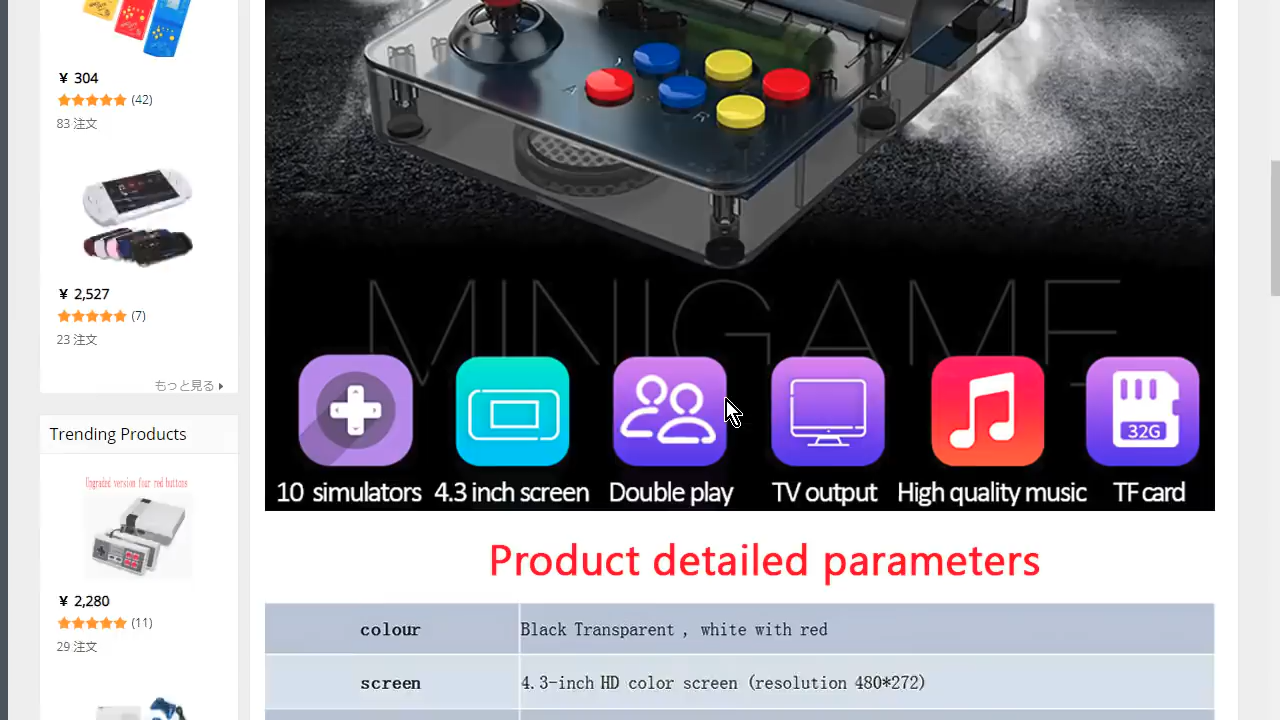 ¥ 304
(42)
83 注文
¥ 2,527
(7)
23 注文
もっと見る
Trending Products
Upgraded version four red buttons
¥ 2,280
(11)
29 注文
A
R
MINIGAME
32G
10 simulators
4.3 inch screen
Double play
TV output
High quality music
TF card
Product detailed parameters
colour
Black Transparent , white with red
screen
4.3-inch HD color screen (resolution 480*272)